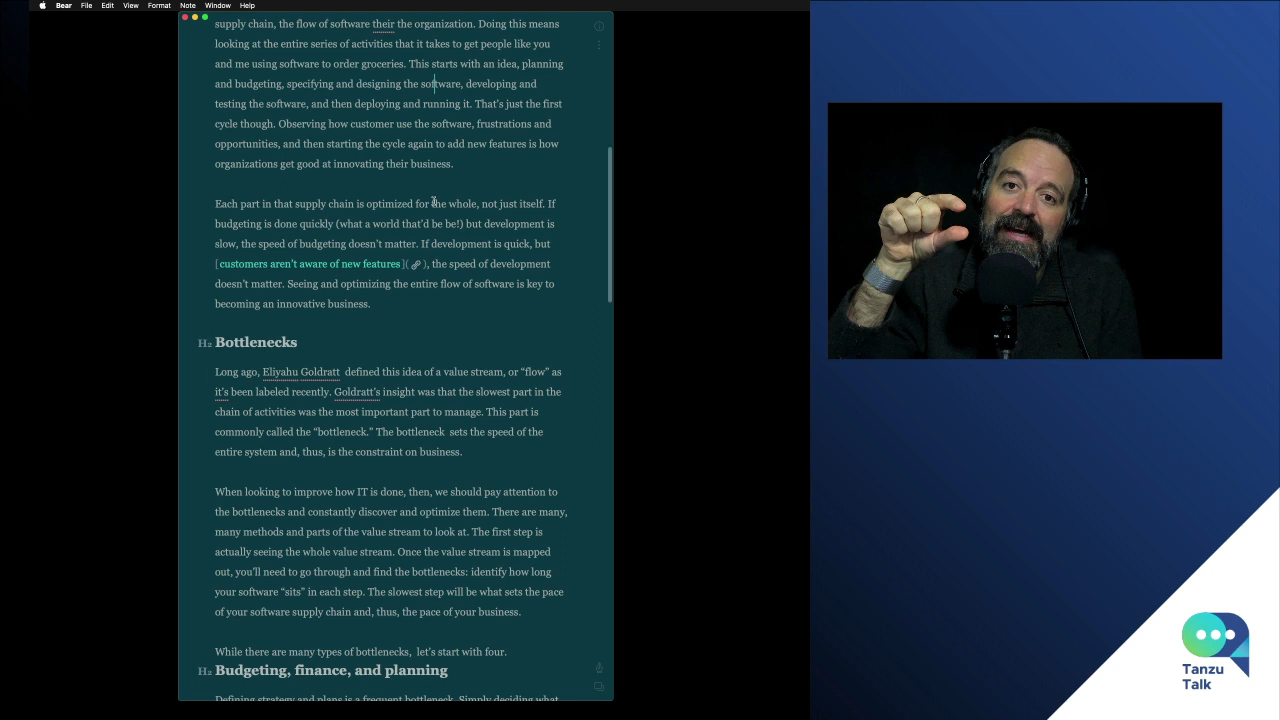 Bear File Edit View Format Note Window Help
supply chain, the flow of software their the organization. Doing this means
looking at the entire series of activities that it takes to get people like you
and me using software to order groceries. This starts with an idea, planning
and budgeting, specifying and designing the software, developing and
testing the software, and then deploying and running it. That's just the first
cycle though. Observing how customer use the software, frustrations and
opportunities, and then starting the cycle again to add new features is how
organizations get good at innovating their business.
Each part in that supply chain is optimized for the whole, not just itself. If
budgeting is done quickly (what a world that'd be be!) but development is
slow, the speed of budgeting doesn't matter. If development is quick, but
[customers aren't aware of new features]( ), the speed of development
doesn't matter. Seeing and optimizing the entire flow of software is key to
becoming an innovative business.
H2 Bottlenecks
Long ago, Eliyahu Goldratt  defined this idea of a value stream, or “flow” as
it's been labeled recently. Goldratt's insight was that the slowest part in the
chain of activities was the most important part to manage. This part is
commonly called the “bottleneck.” The bottleneck  sets the speed of the
entire system and, thus, is the constraint on business.
When looking to improve how IT is done, then, we should pay attention to
the bottlenecks and constantly discover and optimize them. There are many,
many methods and parts of the value stream to look at. The first step is
actually seeing the whole value stream. Once the value stream is mapped
out, you'll need to go through and find the bottlenecks: identify how long
your software “sits” in each step. The slowest step will be what sets the pace
of your software supply chain and, thus, the pace of your business.
While there are many types of bottlenecks,  let's start with four.
H2 Budgeting, finance, and planning
Defining strategy and plans is a frequent bottleneck. Simply deciding what
Tanzu
Talk